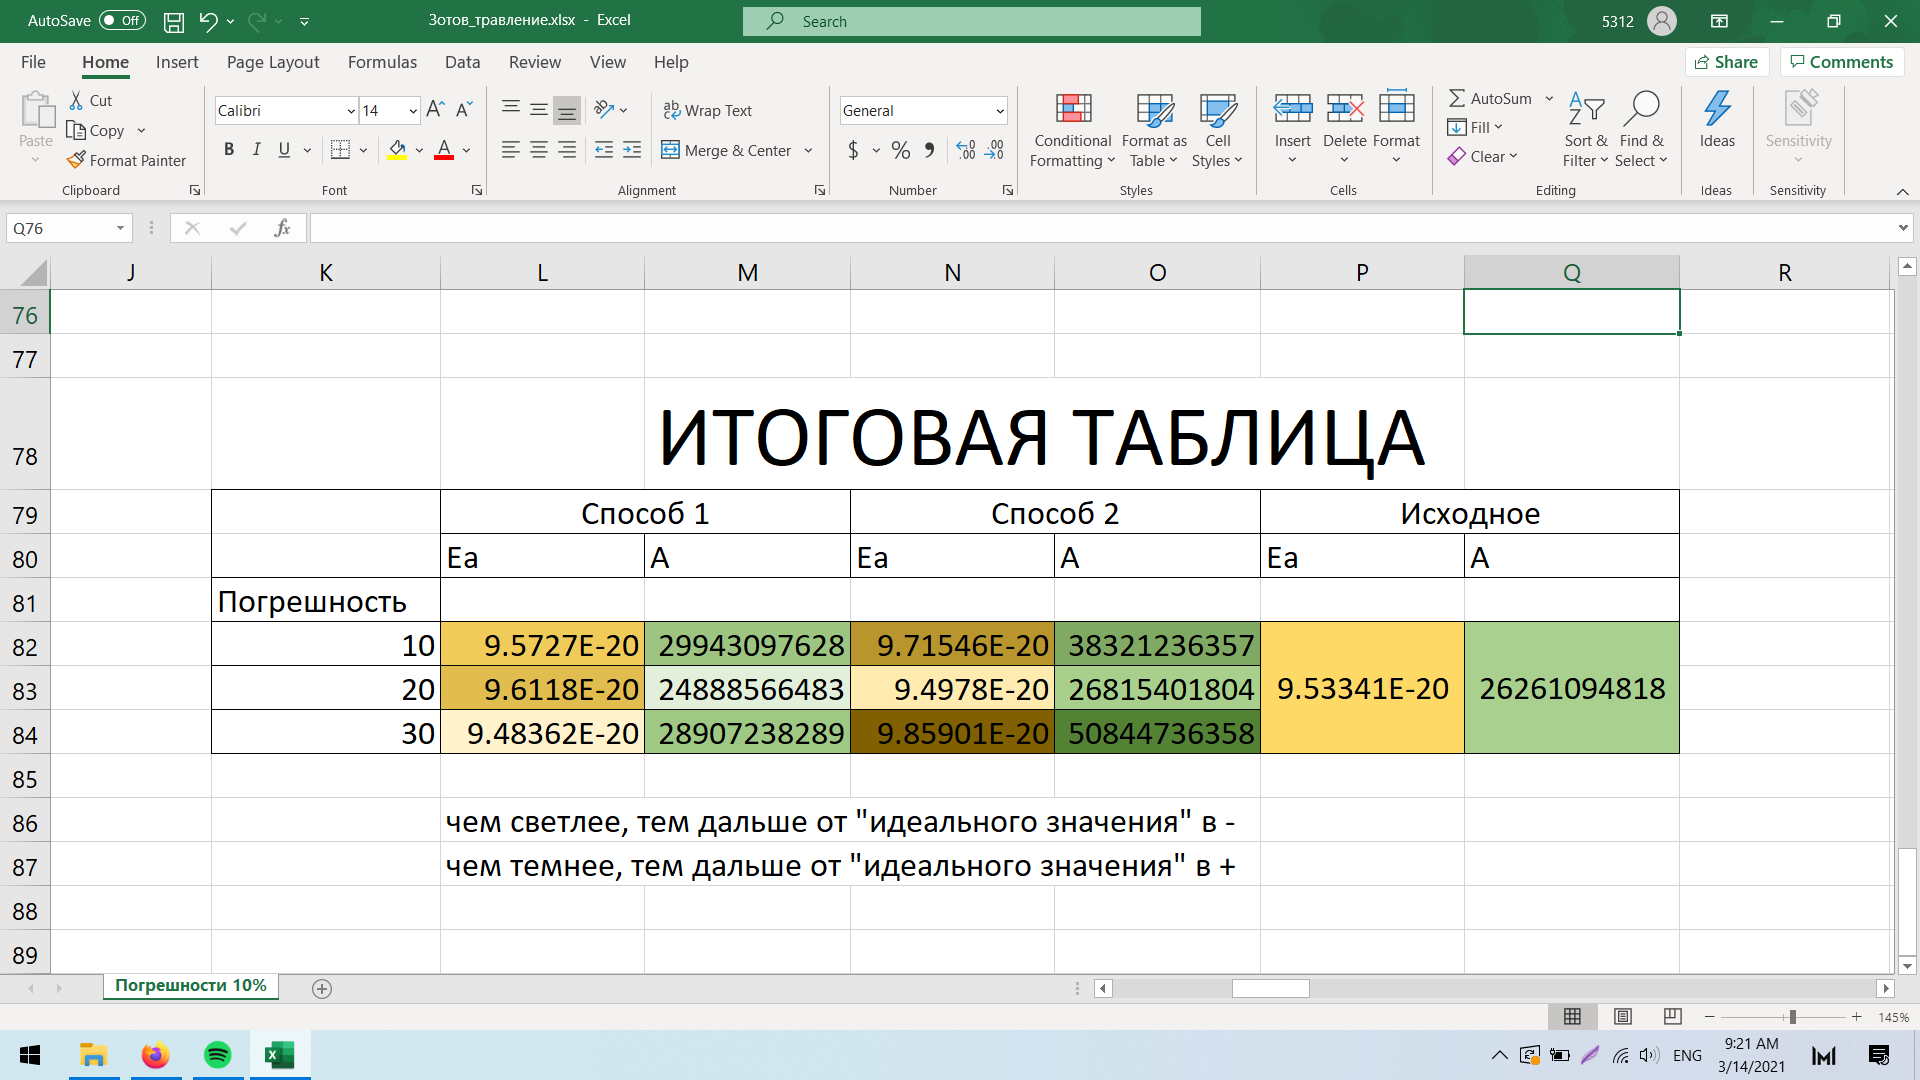 AutoSave Off Зотов_травление.xlsx - Excel Search 5312
File Home Insert Page Layout Formulas Data Review View Help Share Comments
Paste Cut Copy Format Painter Clipboard
Calibri 14 A A B I U A Font
ab Wrap Text Merge & Center Alignment
General $ % Number
Conditional Formatting Format as Table Cell Styles Styles
Insert Delete Format Cells
AutoSum Fill Clear Sort & Filter Find & Select Editing
Ideas Ideas
Sensitivity Sensitivity
Q76 fx
J K L M N O P Q R
76
77
78 ИТОГОВАЯ ТАБЛИЦА
79 Способ 1 Способ 2 Исходное
80 Ea A Ea A Ea A
81 Погрешность
82 10 9.5727E-20 29943097628 9.71546E-20 38321236357
83 20 9.6118E-20 24888566483 9.4978E-20 26815401804 9.53341E-20 26261094818
84 30 9.48362E-20 28907238289 9.85901E-20 50844736358
85
86 чем светлее, тем дальше от "идеального значения" в -
87 чем темнее, тем дальше от "идеального значения" в +
88
89
Погрешности 10%
145%
ENG 9:21 AM
3/14/2021